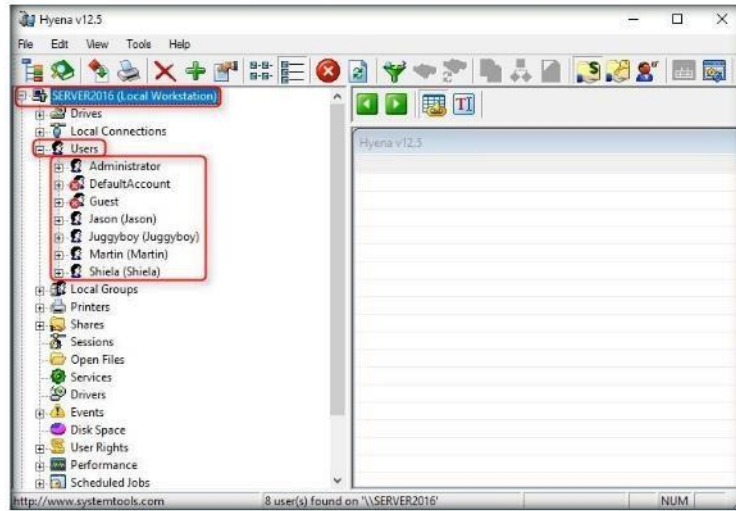 Hyena v12.5
File Edit View Tools Help
SERVER2016 (Local Workstation)
Drives
Local Connections
Users
Administrator
DefaultAccount
Guest
Jason (Jason)
Juggyboy (Juggyboy)
Martin (Martin)
Shiela (Shiela)
Local Groups
Printers
Shares
Sessions
Open Files
Services
Drivers
Events
Disk Space
User Rights
Performance
Scheduled Jobs
Hyena v12.5
http://www.systemtools.com 8 user(s) found on '\\SERVER2016' NUM